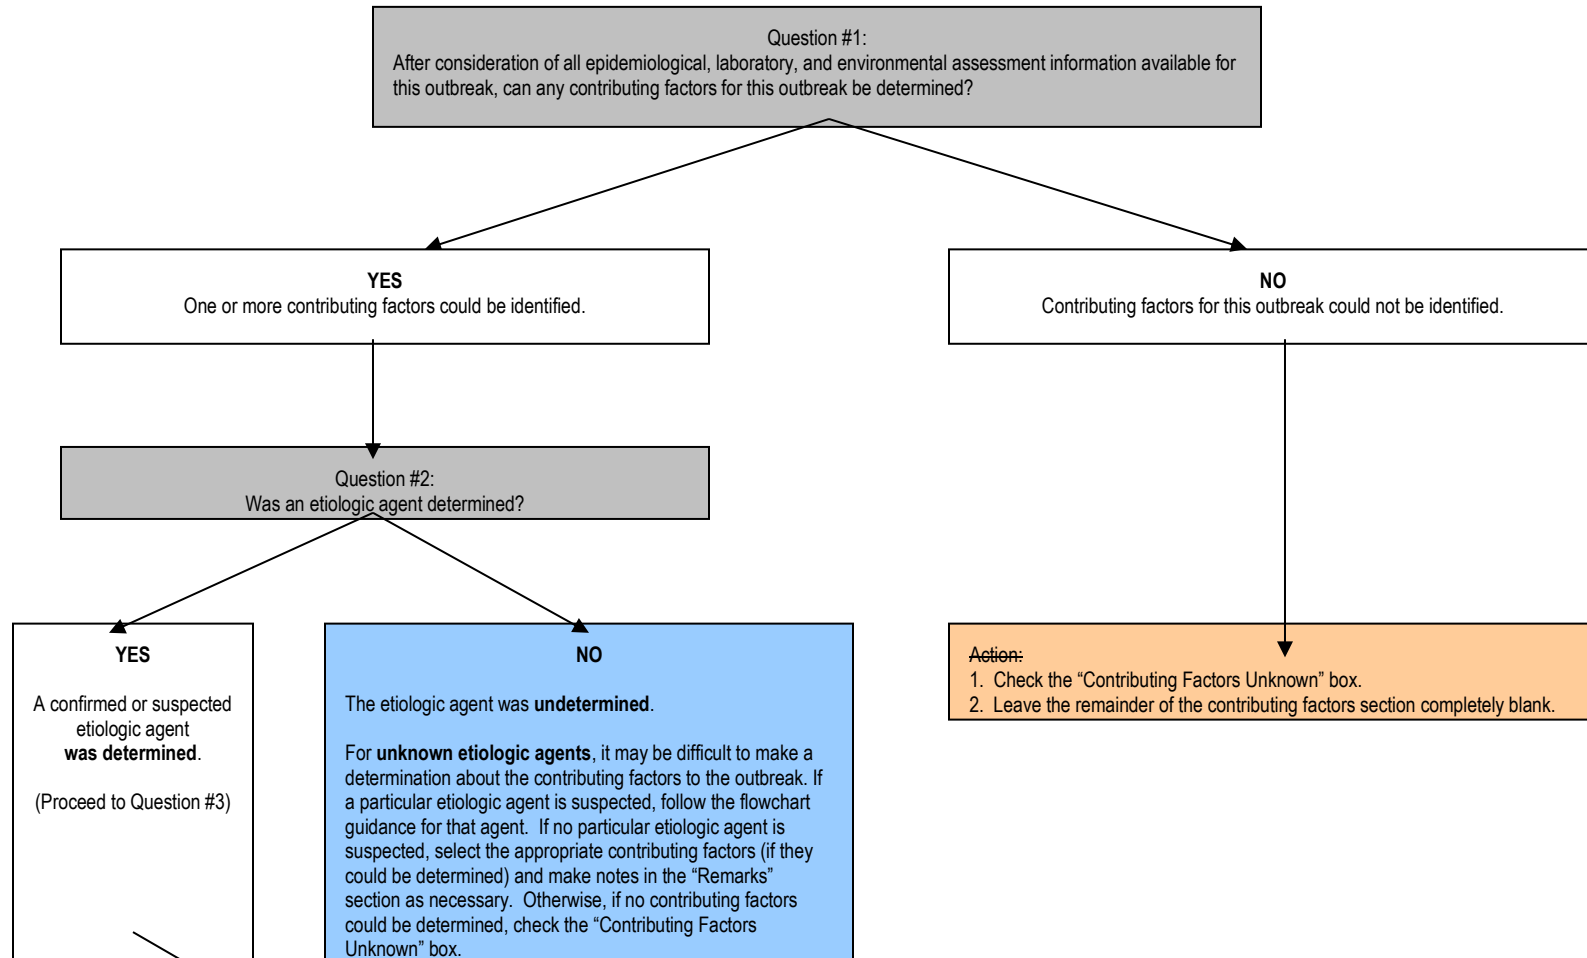 Question #1:
After consideration of all epidemiological, laboratory, and environmental assessment information available for
this outbreak, can any contributing factors for this outbreak be determined?
YES
One or more contributing factors could be identified.
NO
Contributing factors for this outbreak could not be identified.
Question #2:
Was an etiologic agent determined?
YES
A confirmed or suspected
etiologic agent
was determined.
(Proceed to Question #3)
NO
The etiologic agent was undetermined.
For unknown etiologic agents, it may be difficult to make a
determination about the contributing factors to the outbreak. If
a particular etiologic agent is suspected, follow the flowchart
guidance for that agent.  If no particular etiologic agent is
suspected, select the appropriate contributing factors (if they
could be determined) and make notes in the “Remarks”
section as necessary.  Otherwise, if no contributing factors
could be determined, check the “Contributing Factors
Unknown” box.
Action:
1.  Check the “Contributing Factors Unknown” box.
2.  Leave the remainder of the contributing factors section completely blank.